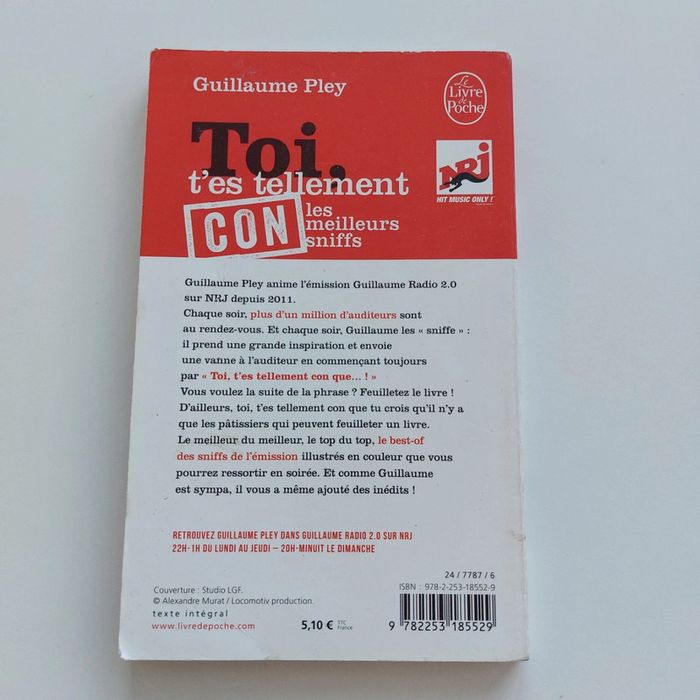 Guillaume Pley
Le
Livre
de
Poche
Toi,
t'es tellement
CON
les
meilleurs
sniffs
NRJ
HIT MUSIC ONLY !
Guillaume Pley anime l'émission Guillaume Radio 2.0
sur NRJ depuis 2011.
Chaque soir, plus d'un million d'auditeurs sont
au rendez-vous. Et chaque soir, Guillaume les « sniffe » :
il prend une grande inspiration et envoie
une vanne à l'auditeur en commençant toujours
par « Toi, t'es tellement con que... ! »
Vous voulez la suite de la phrase ? Feuilletez le livre !
D'ailleurs, toi, t'es tellement con que tu crois qu'il n'y a
que les pâtissiers qui peuvent feuilleter un livre.
Le meilleur du meilleur, le top du top, le best-of
des sniffs de l'émission illustrés en couleur que vous
pourrez ressortir en soirée. Et comme Guillaume
est sympa, il vous a même ajouté des inédits !
RETROUVEZ GUILLAUME PLEY DANS GUILLAUME RADIO 2.0 SUR NRJ
22H-1H DU LUNDI AU JEUDI – 20H-MINUIT LE DIMANCHE
Couverture : Studio LGF.
© Alexandre Murat / Locomotiv production.
texte intégral
www.livredepoche.com
5,10 € TTC
France
24 / 7787 / 6
ISBN : 978-2-253-18552-9
9 782253 185529